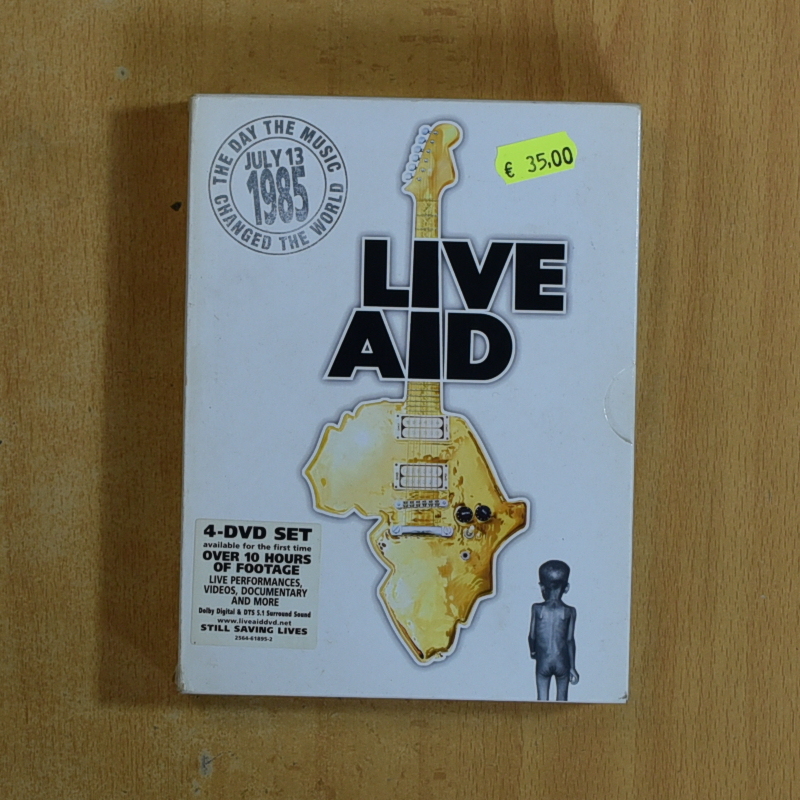 THE DAY THE MUSIC
JULY 13
1985
CHANGED THE WORLD
€ 35,00
LIVE
AID
4-DVD SET
available for the first time
OVER 10 HOURS
OF FOOTAGE
LIVE PERFORMANCES,
VIDEOS, DOCUMENTARY
AND MORE
Dolby Digital & DTS 5.1 Surround Sound
www.liveaiddvd.net
STILL SAVING LIVES
2564-61895-2